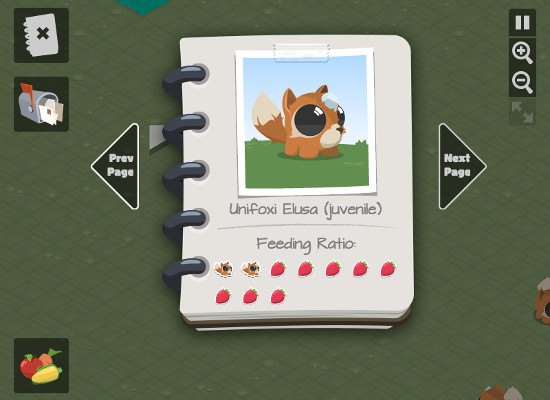 Prev
Page
Next
Page
Unifoxi Elusa (juvenile)
Feeding Ratio: